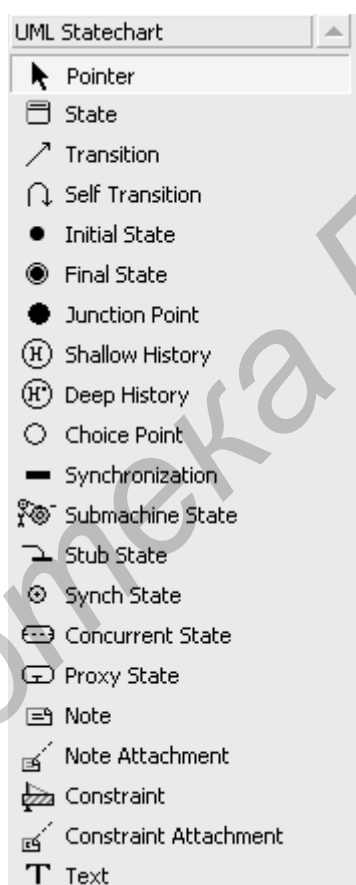 UML Statechart
Pointer
State
Transition
Self Transition
Initial State
Final State
Junction Point
H Shallow History
H* Deep History
Choice Point
Synchronization
Submachine State
Stub State
Synch State
Concurrent State
Proxy State
Note
Note Attachment
Constraint
Constraint Attachment
T Text